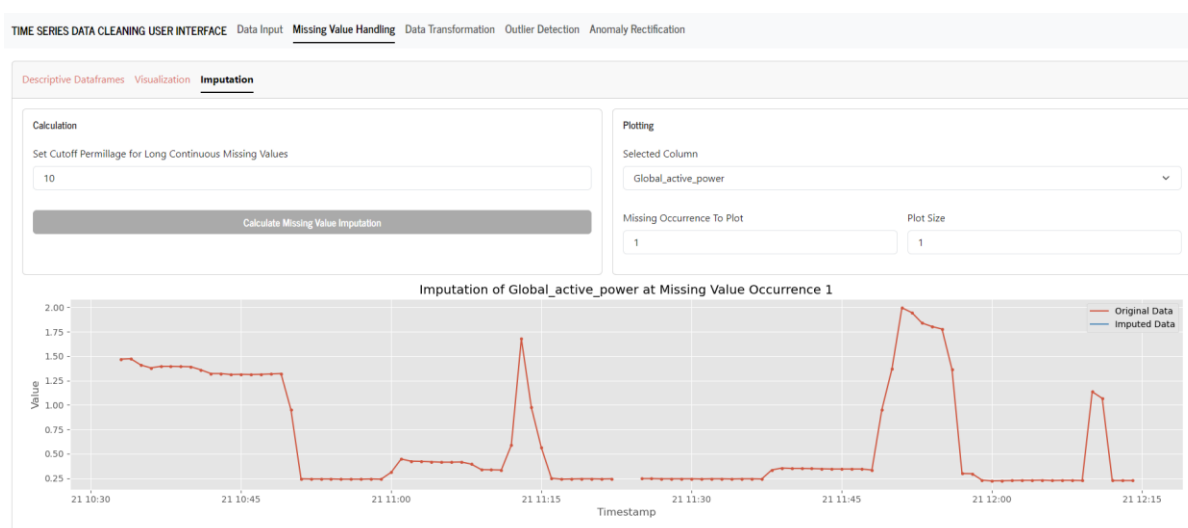 TIME SERIES DATA CLEANING USER INTERFACE Data Input Missing Value Handling Data Transformation Outlier Detection Anomaly Rectification
Descriptive Dataframes Visualization Imputation
Calculation
Set Cutoff Permillage for Long Continuous Missing Values
10
Calculate Missing Value Imputation
Plotting
Selected Column
Global_active_power
Missing Occurrence To Plot Plot Size
1 1
Imputation of Global_active_power at Missing Value Occurrence 1
Original Data
Imputed Data
Value
2.00
1.75
1.50
1.25
1.00
0.75
0.50
0.25
21 10:30 21 10:45 21 11:00 21 11:15 21 11:30 21 11:45 21 12:00 21 12:15
Timestamp